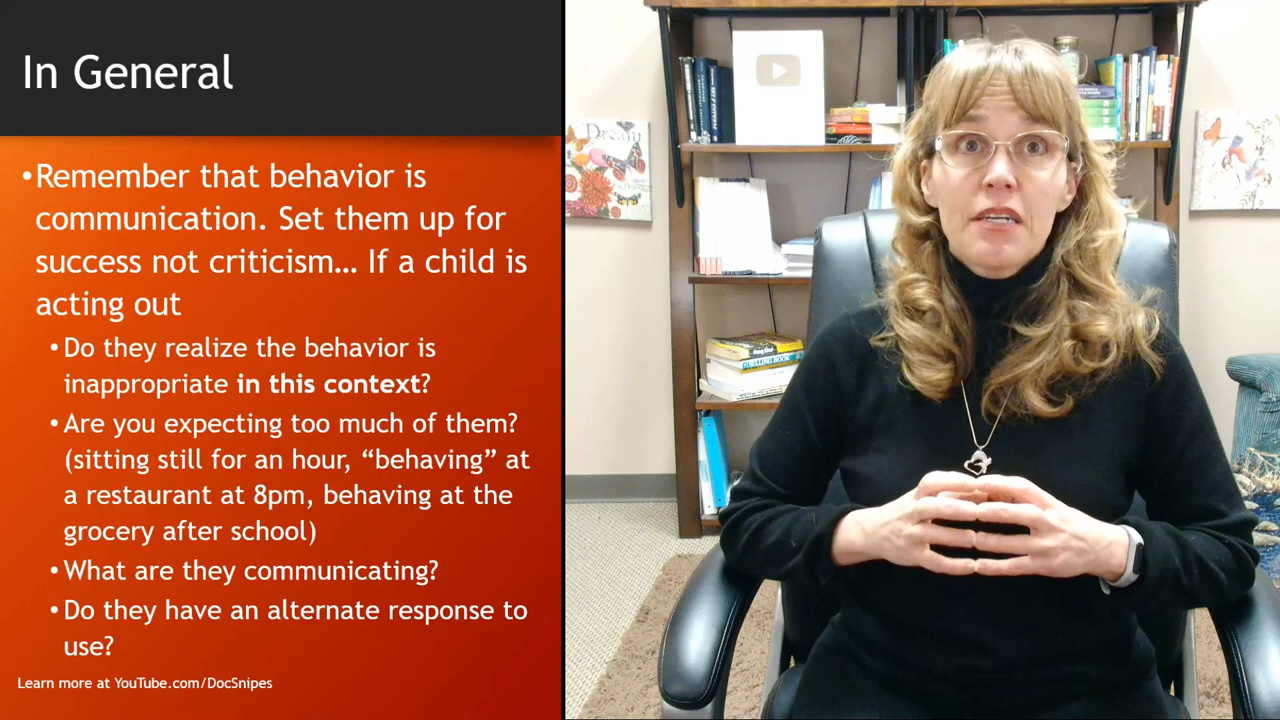 In General
•Remember that behavior is
communication. Set them up for
success not criticism… If a child is
acting out
•Do they realize the behavior is
inappropriate in this context?
•Are you expecting too much of them?
(sitting still for an hour, “behaving” at
a restaurant at 8pm, behaving at the
grocery after school)
•What are they communicating?
•Do they have an alternate response to
use?
Learn more at YouTube.com/DocSnipes
Dream